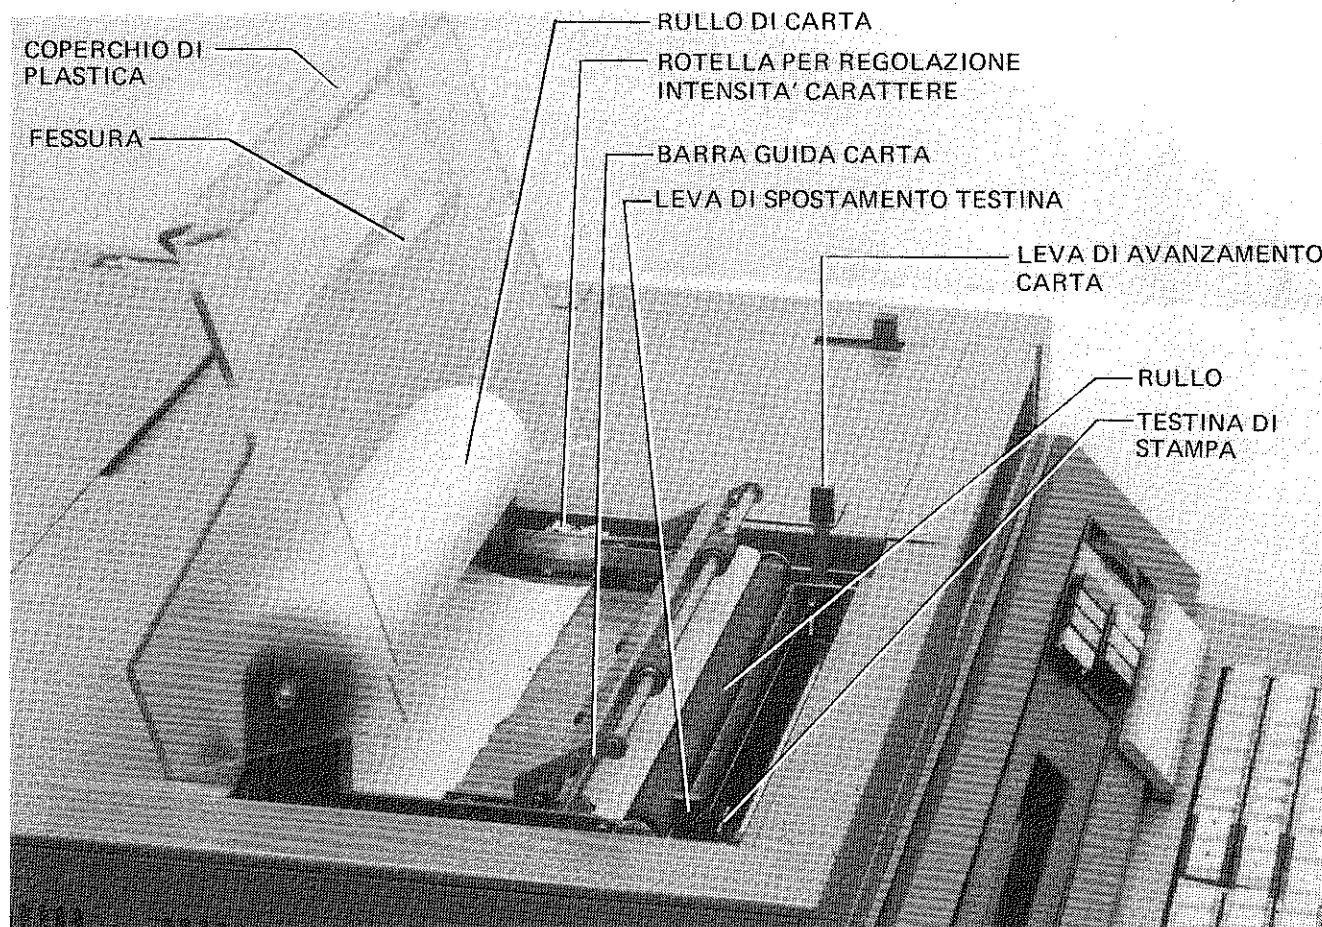 COPERCHIO DI
PLASTICA
FESSURA
RULLO DI CARTA
ROTELLA PER REGOLAZIONE
INTENSITA' CARATTERE
BARRA GUIDA CARTA
LEVA DI SPOSTAMENTO TESTINA
LEVA DI AVANZAMENTO
CARTA
RULLO
TESTINA DI
STAMPA